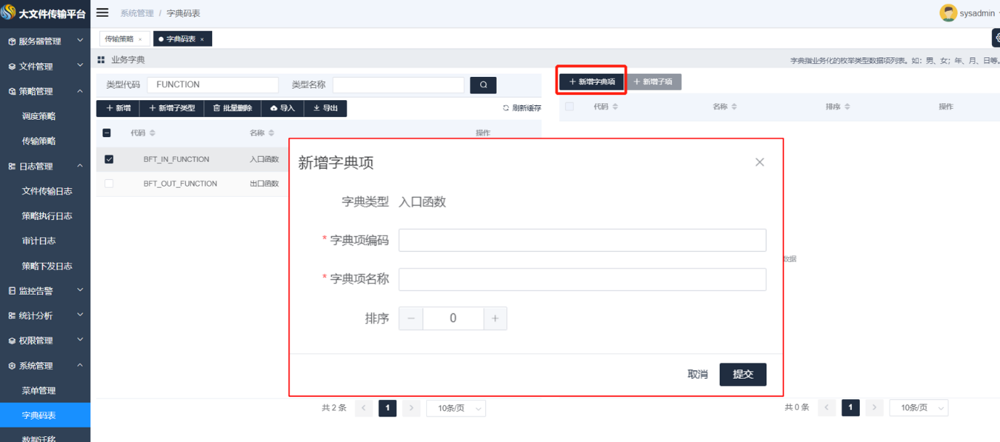 大文件传输平台
系统管理 / 字典码表
sysadmin
服务器管理
文件管理
策略管理
调度策略
传输策略
日志管理
文件传输日志
策略执行日志
审计日志
策略下发日志
监控告警
统计分析
权限管理
系统管理
菜单管理
字典码表
数据迁移
传输策略 ×
字典码表 ×
业务字典
字典指业务化的枚举类型数据项列表。如：男、女；年、月、日等。
类型代码 FUNCTION 类型名称
+ 新增 + 新增子类型 批量删除 导入 导出 刷新缓存
代码 名称 操作
BFT_IN_FUNCTION 入口函数
BFT_OUT_FUNCTION 出口函数
共 2 条 < 1 > 10条/页
+ 新增字典项 + 新增子项
代码 名称 排序 操作
数据
共 0 条 < 1 > 10条/页
新增字典项 ×
字典类型 入口函数
* 字典项编码
* 字典项名称
排序 − 0 +
取消 提交